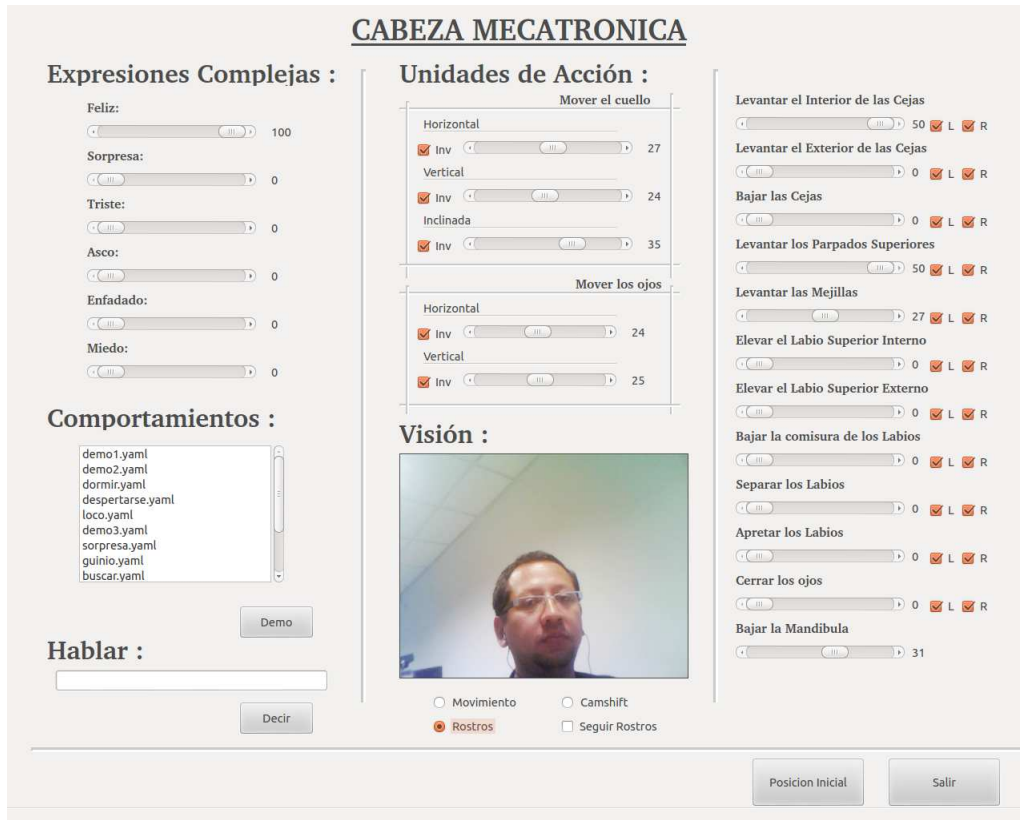 CABEZA MECATRONICA
Expresiones Complejas :
Feliz:
100
Sorpresa:
0
Triste:
0
Asco:
0
Enfadado:
0
Miedo:
0
Comportamientos :
demo1.yaml
demo2.yaml
dormir.yaml
despertarse.yaml
loco.yaml
demo3.yaml
sorpresa.yaml
guinio.yaml
buscar.yaml
Demo
Hablar :
Decir
Unidades de Acción :
Mover el cuello
Horizontal
Inv 27
Vertical
Inv 24
Inclinada
Inv 35
Mover los ojos
Horizontal
Inv 24
Vertical
Inv 25
Visión :
Movimiento Camshift
Rostros Seguir Rostros
Levantar el Interior de las Cejas
50 L R
Levantar el Exterior de las Cejas
0 L R
Bajar las Cejas
0 L R
Levantar los Parpados Superiores
50 L R
Levantar las Mejillas
27 L R
Elevar el Labio Superior Interno
0 L R
Elevar el Labio Superior Externo
0 L R
Bajar la comisura de los Labios
0 L R
Separar los Labios
0 L R
Apretar los Labios
0 L R
Cerrar los ojos
0 L R
Bajar la Mandibula
31
Posicion Inicial Salir